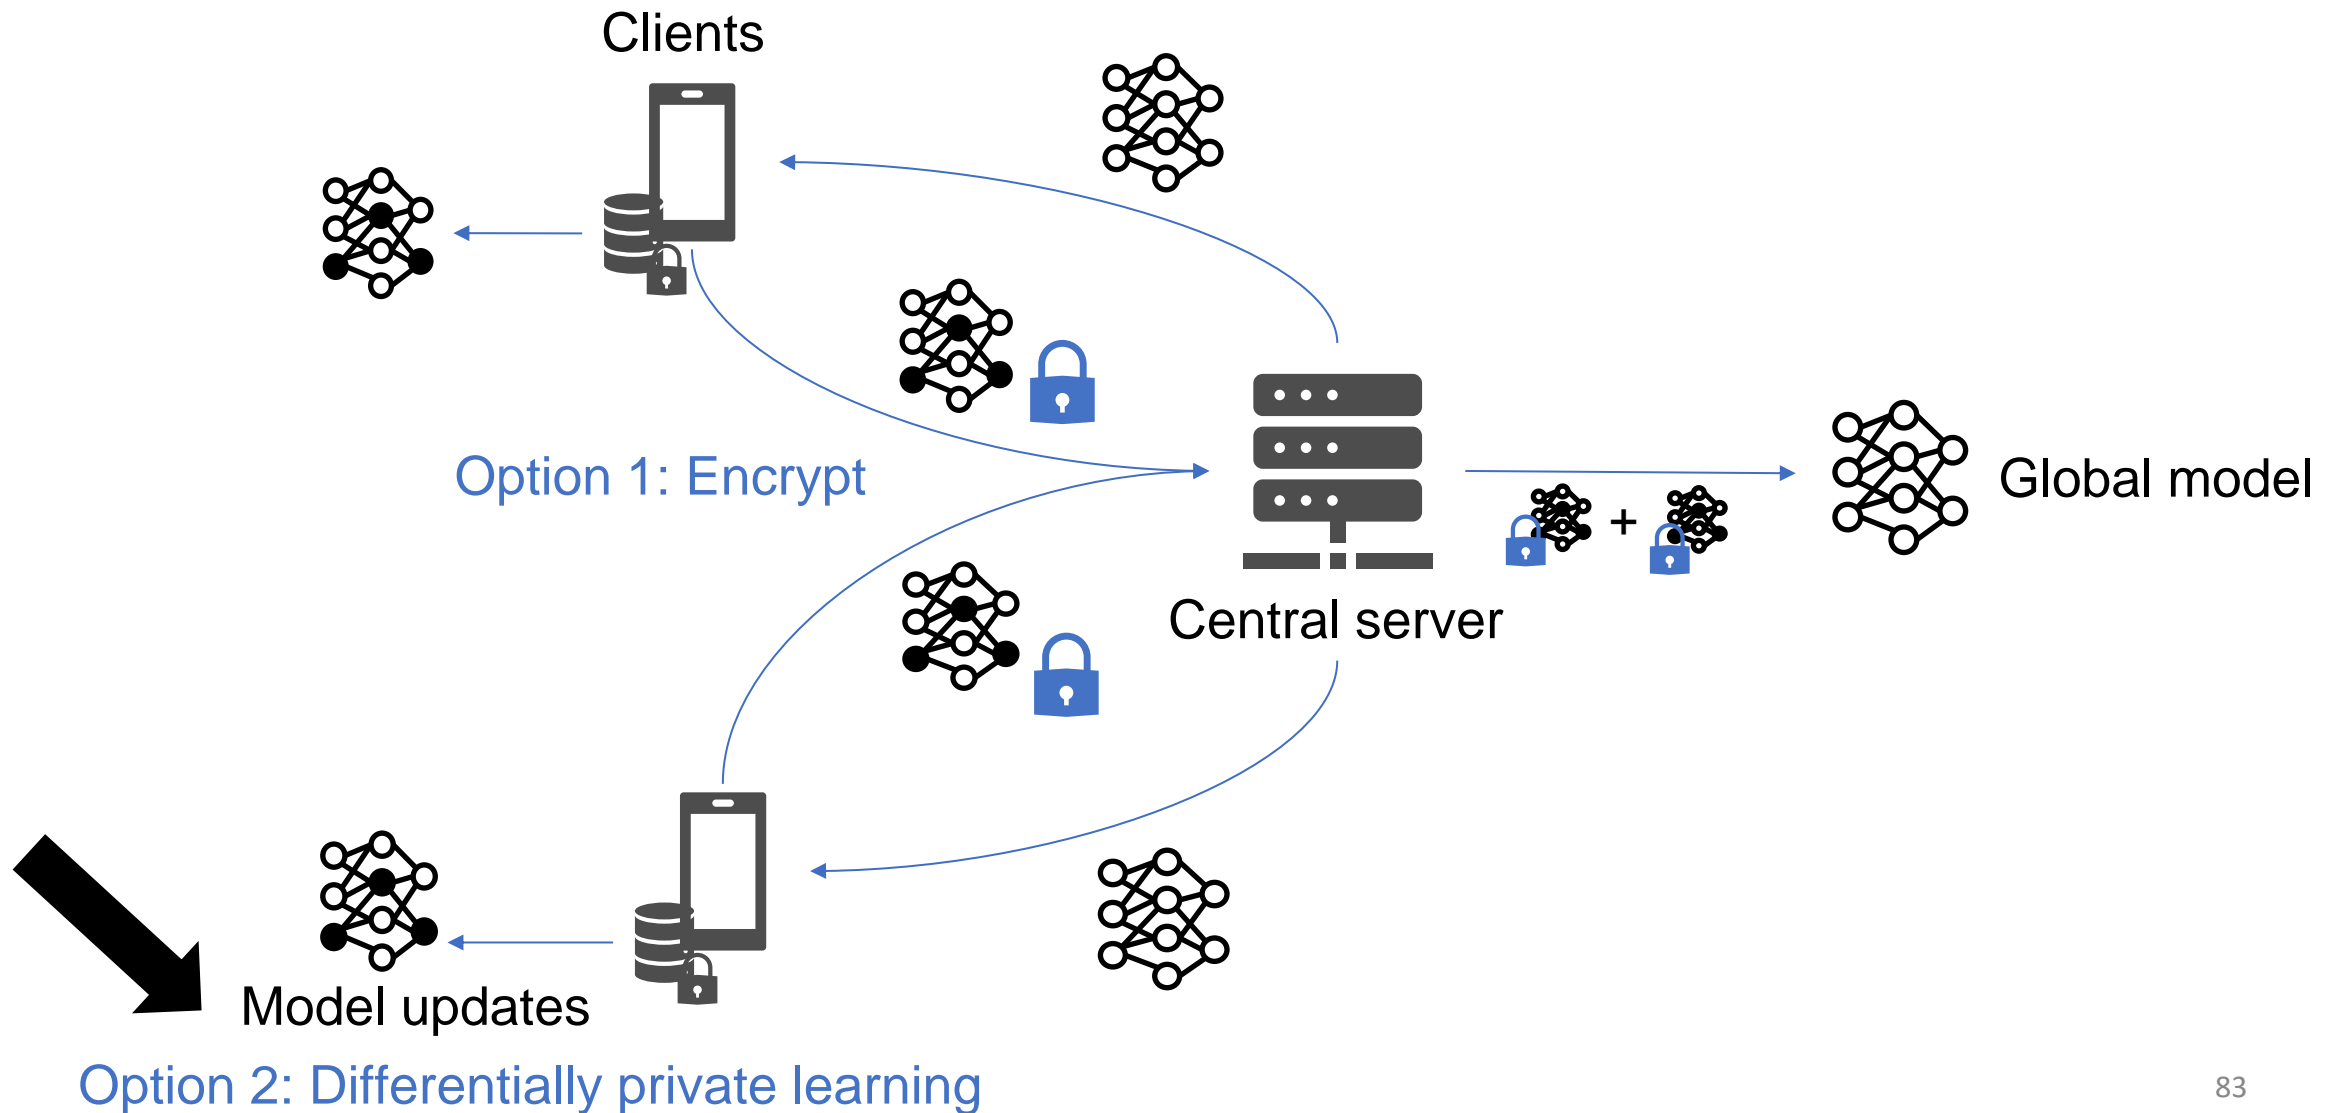 Clients
Option 1: Encrypt
+
Global model
Central server
Model updates
Option 2: Differentially private learning
83